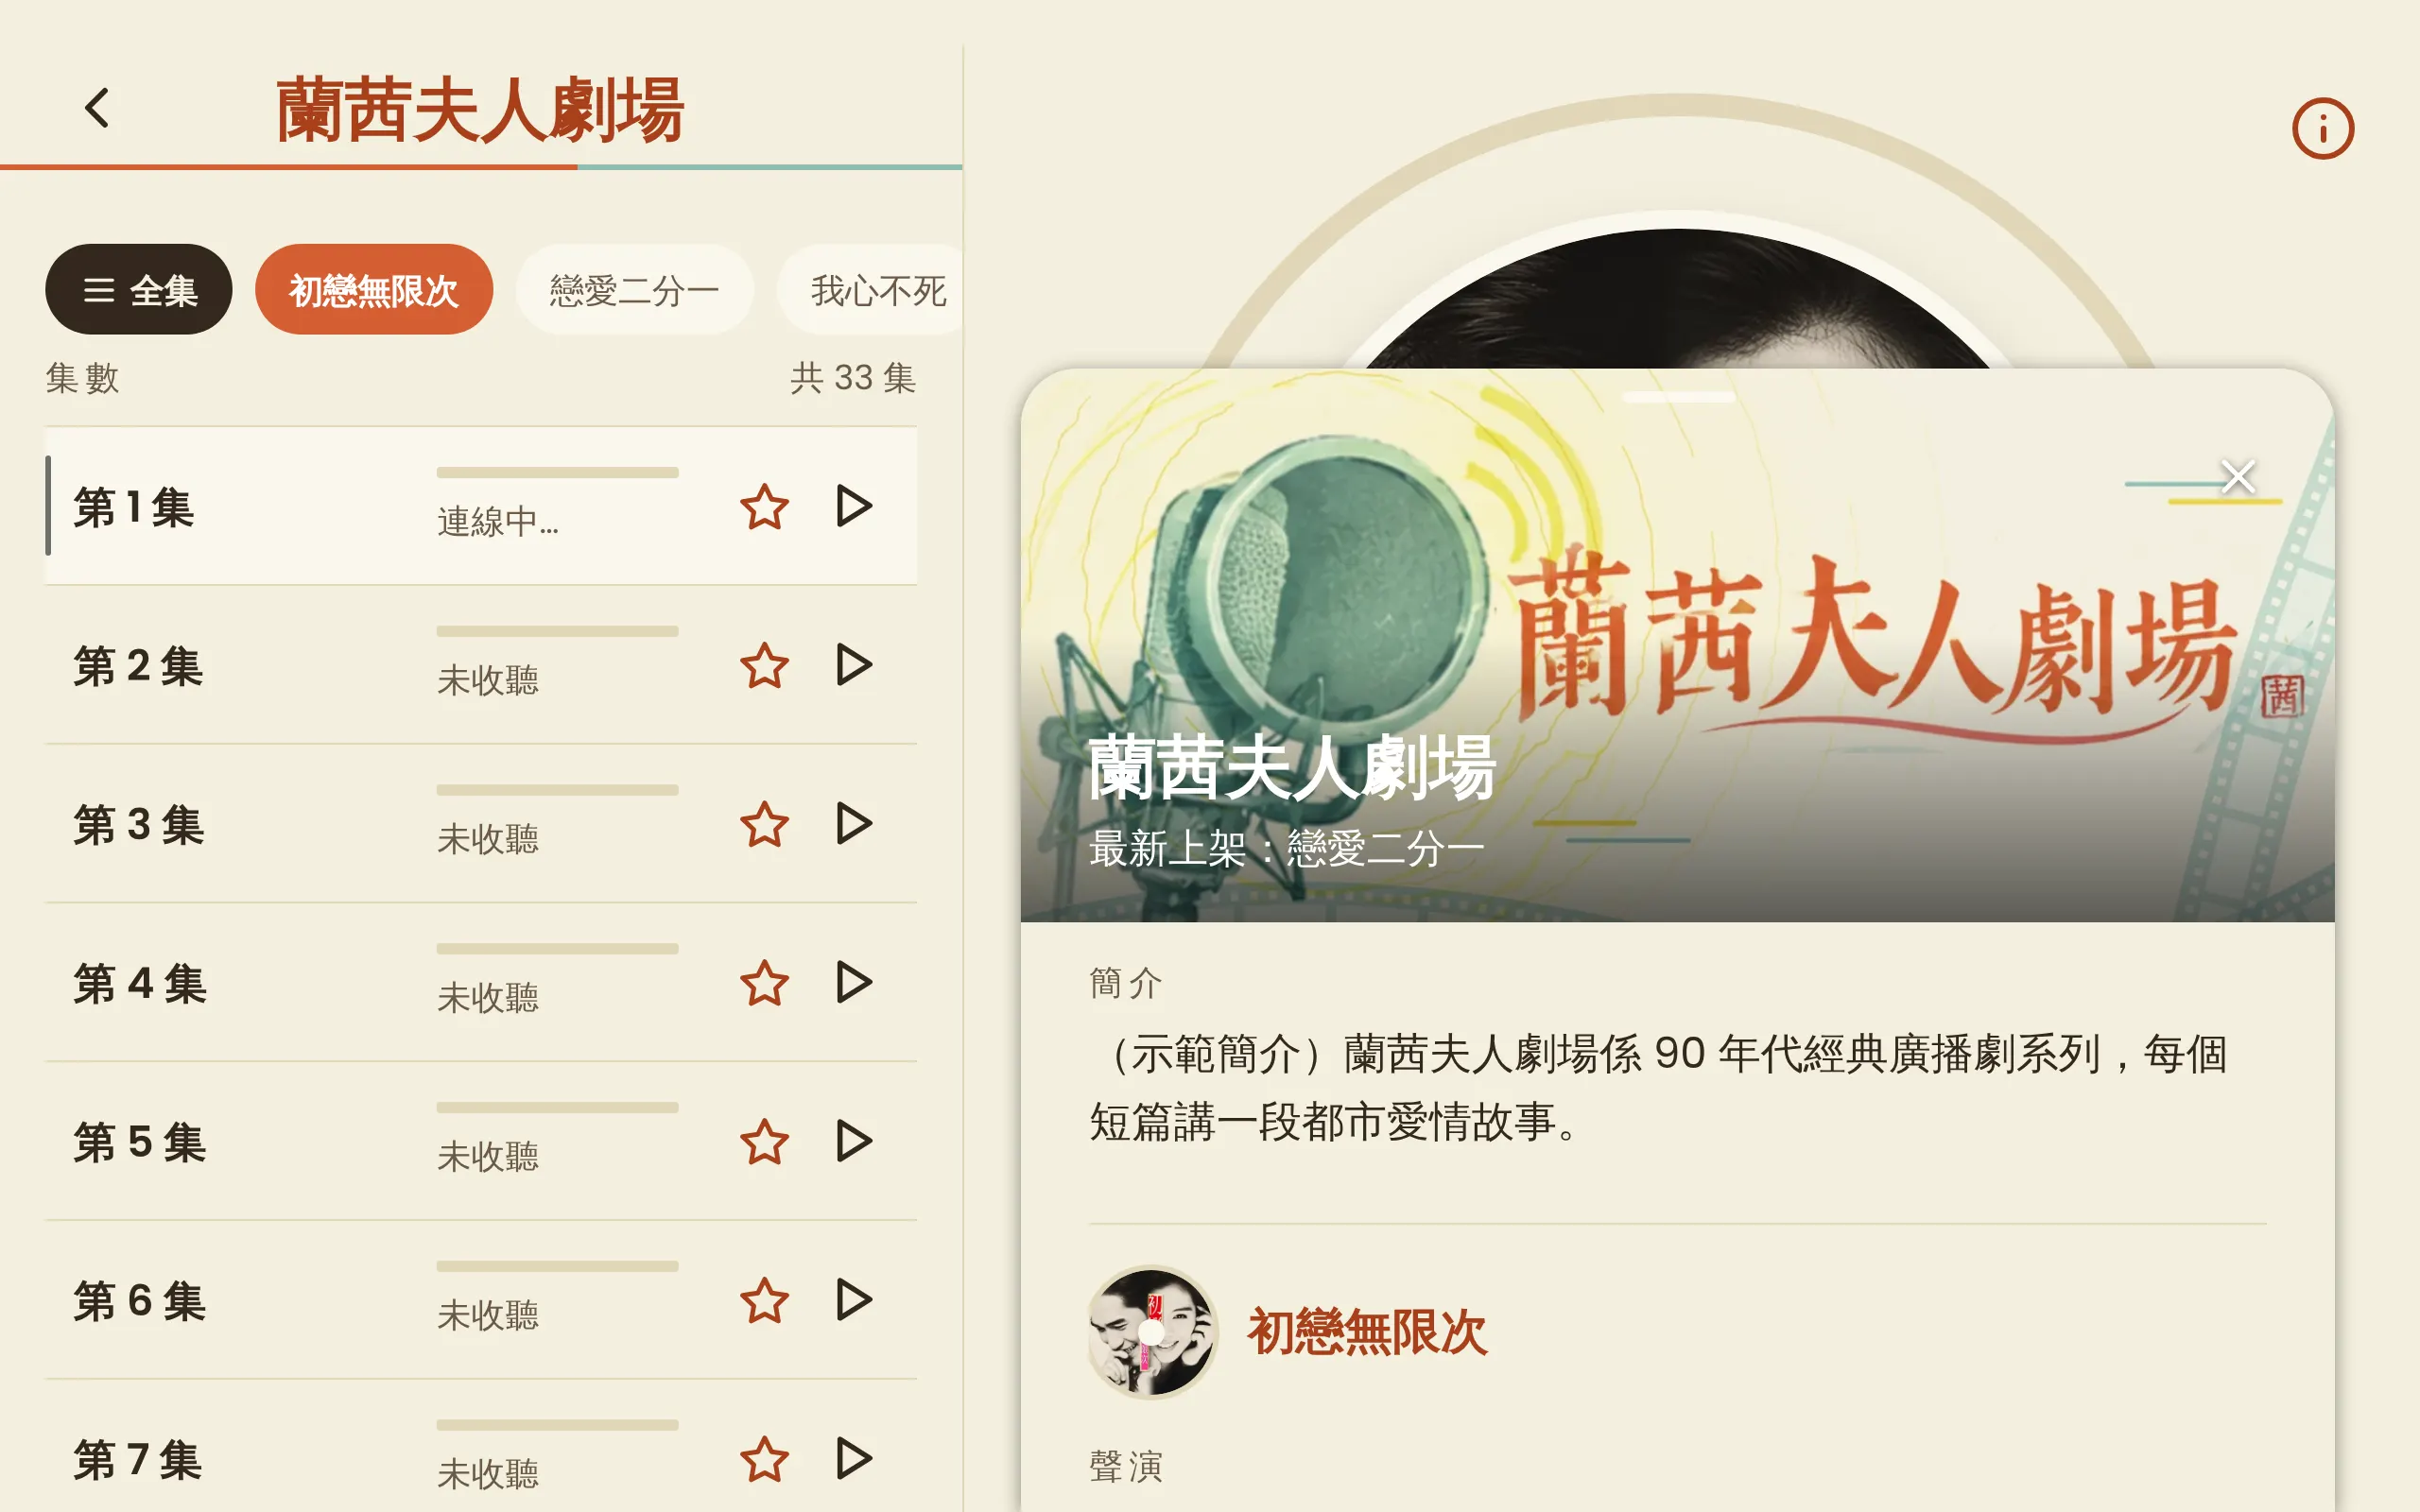 蘭茜夫人劇場
全集
初戀無限次
戀愛二分一
我心不死
集數
共 33 集
第 1 集
連線中…
第 2 集
未收聽
第 3 集
未收聽
第 4 集
未收聽
第 5 集
未收聽
第 6 集
未收聽
第 7 集
未收聽
蘭茜夫人劇場
茜
蘭茜夫人劇場
最新上架：戀愛二分一
簡介
（示範簡介）蘭茜夫人劇場係 90 年代經典廣播劇系列，每個
短篇講一段都市愛情故事。
初戀無限次
聲演